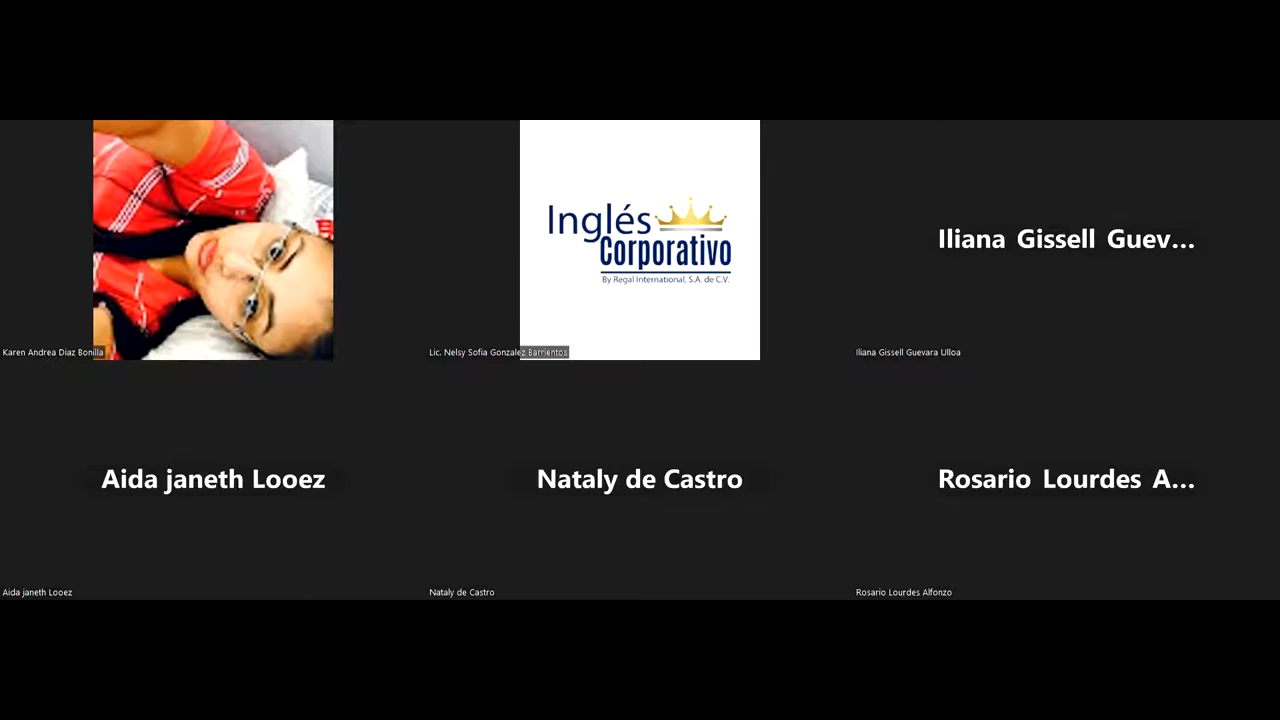 Inglés
Corporativo
By Regal International, S.A. de C.V.
Iliana Gissell Guev...
Karen Andrea Diaz Bonilla
Lic. Nelsy Sofia Gonzalez Barrientos
Iliana Gissell Guevara Ulloa
Aida janeth Looez
Nataly de Castro
Rosario Lourdes A...
Aida janeth Looez
Nataly de Castro
Rosario Lourdes Alfonzo